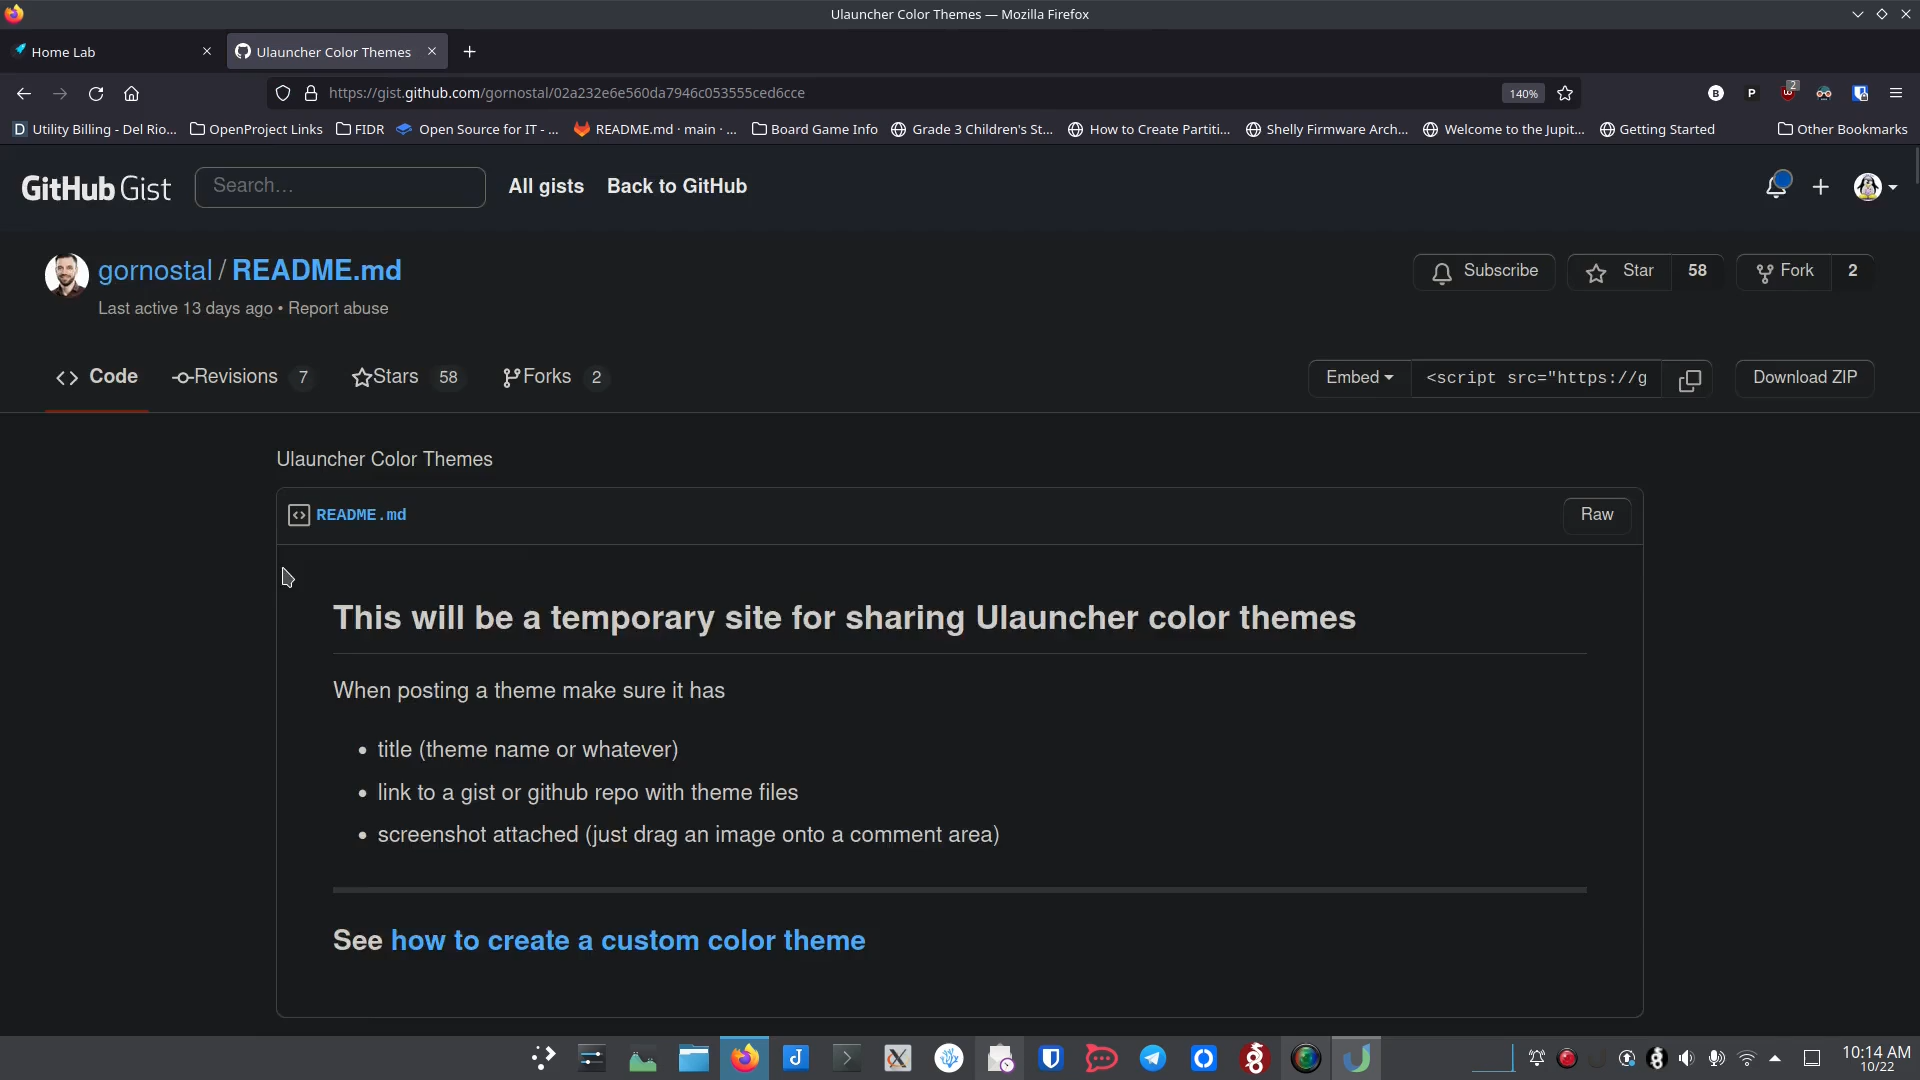 Ulauncher Color Themes — Mozilla Firefox
Home Lab
Ulauncher Color Themes
https://gist.github.com/gornostal/02a232e6e560da7946c053555ced6cce
140%
B
P
2
Utility Billing - Del Rio...
OpenProject Links
FIDR
Open Source for IT - ...
README.md · main · ...
Board Game Info
Grade 3 Children's St...
How to Create Partiti...
Shelly Firmware Arch...
Welcome to the Jupit...
Getting Started
Other Bookmarks
GitHub Gist
Search...
All gists
Back to GitHub
gornostal / README.md
Last active 13 days ago • Report abuse
Subscribe
Star 58
Fork 2
Code
Revisions 7
Stars 58
Forks 2
Embed
<script src="https://g
Download ZIP
Ulauncher Color Themes
README.md
Raw
This will be a temporary site for sharing Ulauncher color themes
When posting a theme make sure it has
• title (theme name or whatever)
• link to a gist or github repo with theme files
• screenshot attached (just drag an image onto a comment area)
See how to create a custom color theme
10:14 AM
10/22